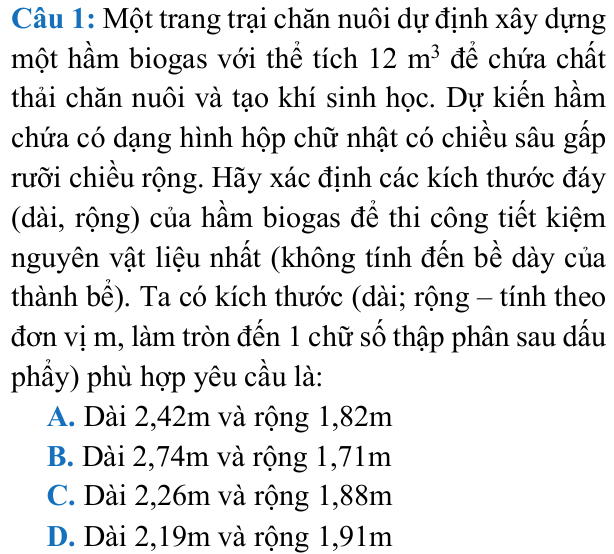 Câu 1: Một trang trại chăn nuôi dự định xây dựng
một hầm biogas với thể tích 12 m³ để chứa chất
thải chăn nuôi và tạo khí sinh học. Dự kiến hầm
chứa có dạng hình hộp chữ nhật có chiều sâu gấp
rưỡi chiều rộng. Hãy xác định các kích thước đáy
(dài, rộng) của hầm biogas để thi công tiết kiệm
nguyên vật liệu nhất (không tính đến bề dày của
thành bể). Ta có kích thước (dài; rộng – tính theo
đơn vị m, làm tròn đến 1 chữ số thập phân sau dấu
phẩy) phù hợp yêu cầu là:
A. Dài 2,42m và rộng 1,82m
B. Dài 2,74m và rộng 1,71m
C. Dài 2,26m và rộng 1,88m
D. Dài 2,19m và rộng 1,91m